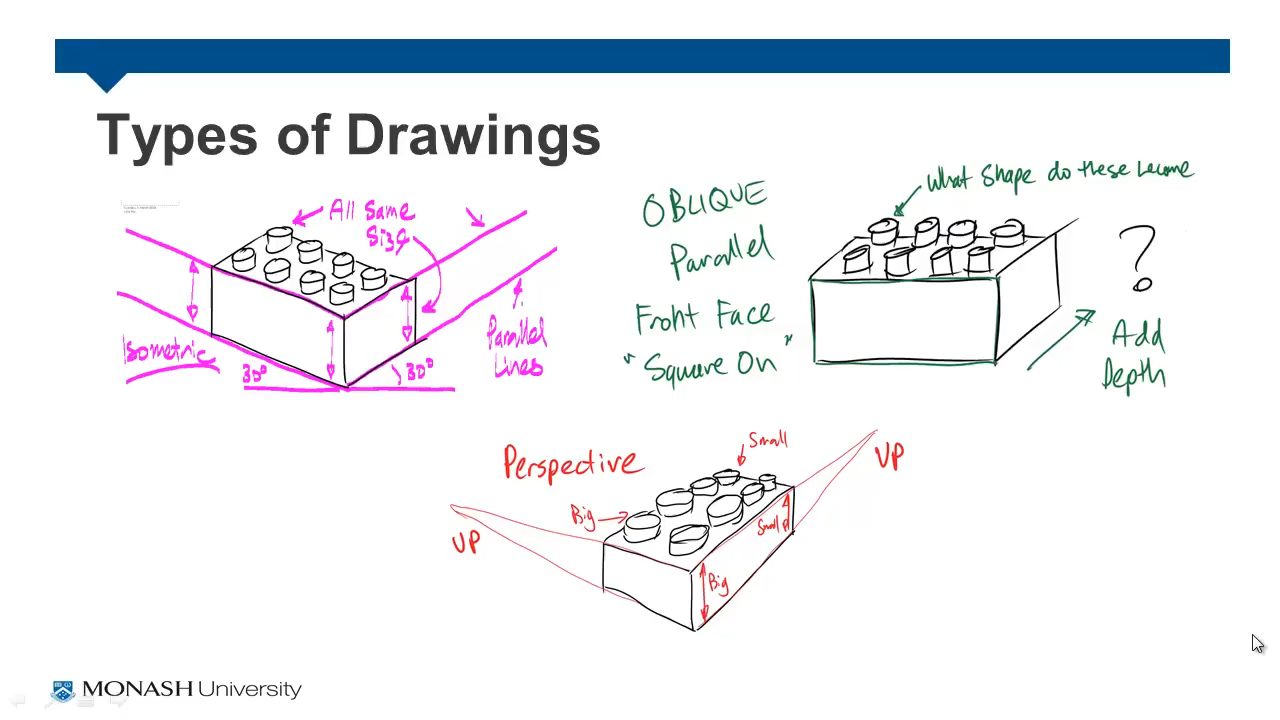 Types of Drawings
All Same
Size
Isometric
30°
30°
Parallel
Lines
OBLIQUE
Parallel
Front Face
"Square On"
What Shape do these become
?
Add
Depth
Perspective
Small
Big
VP
VP
Big
MONASH University